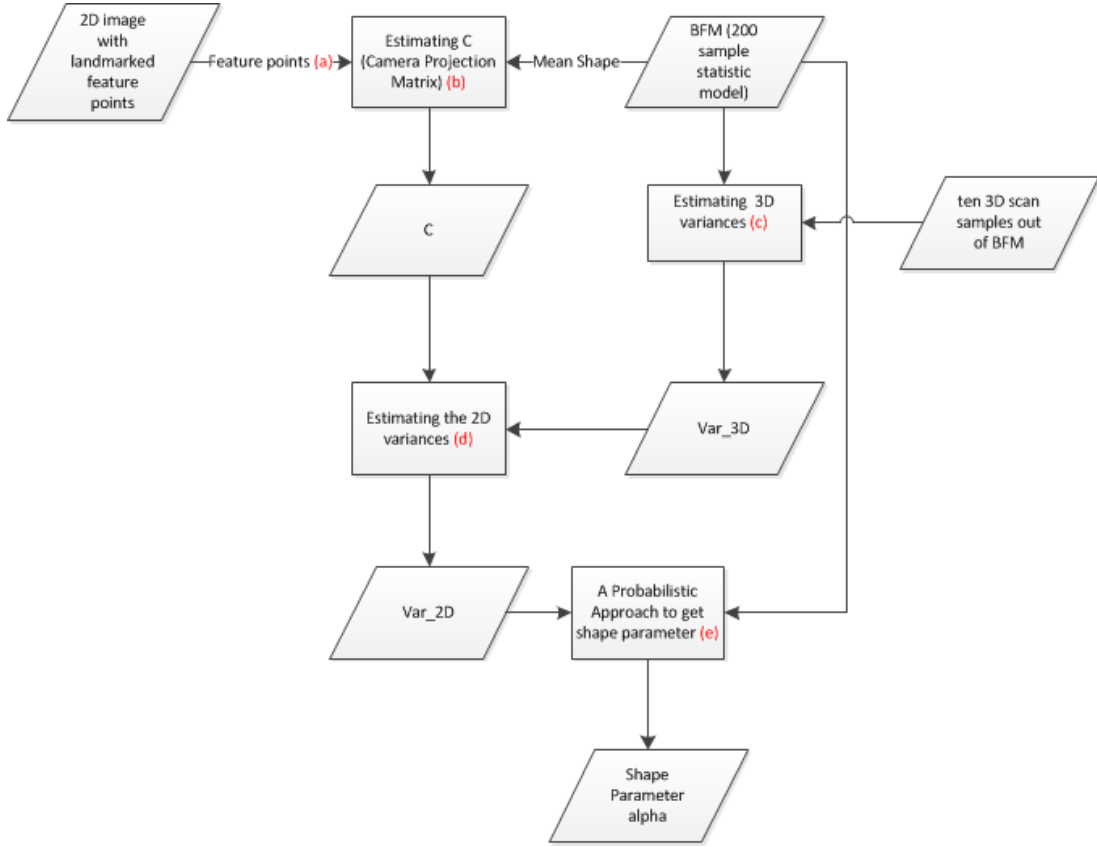 2D image
with
landmarked
feature
points
Feature points (a)
Estimating C
(Camera Projection
Matrix) (b)
Mean Shape
BFM (200
sample
statistic
model)
C
Estimating 3D
variances (c)
ten 3D scan
samples out
of BFM
Estimating the 2D
variances (d)
Var_3D
Var_2D
A Probabilistic
Approach to get
shape parameter (e)
Shape
Parameter
alpha